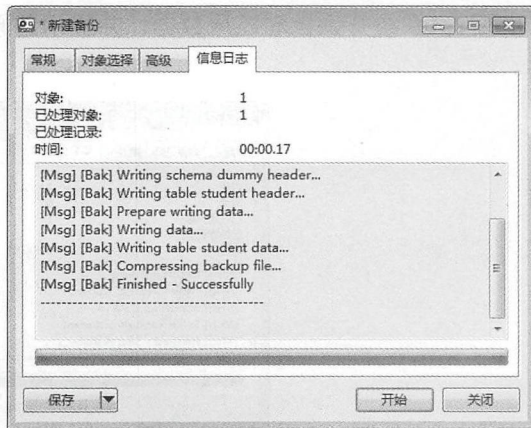 * 新建备份
常规 对象选择 高级 信息日志
对象: 1
已处理对象: 1
已处理记录:
时间: 00:00.17
[Msg] [Bak] Writing schema dummy header...
[Msg] [Bak] Writing table student header...
[Msg] [Bak] Prepare writing data...
[Msg] [Bak] Writing data...
[Msg] [Bak] Writing table student data...
[Msg] [Bak] Compressing backup file...
[Msg] [Bak] Finished - Successfully
--------------------------------------------
保存 开始 关闭